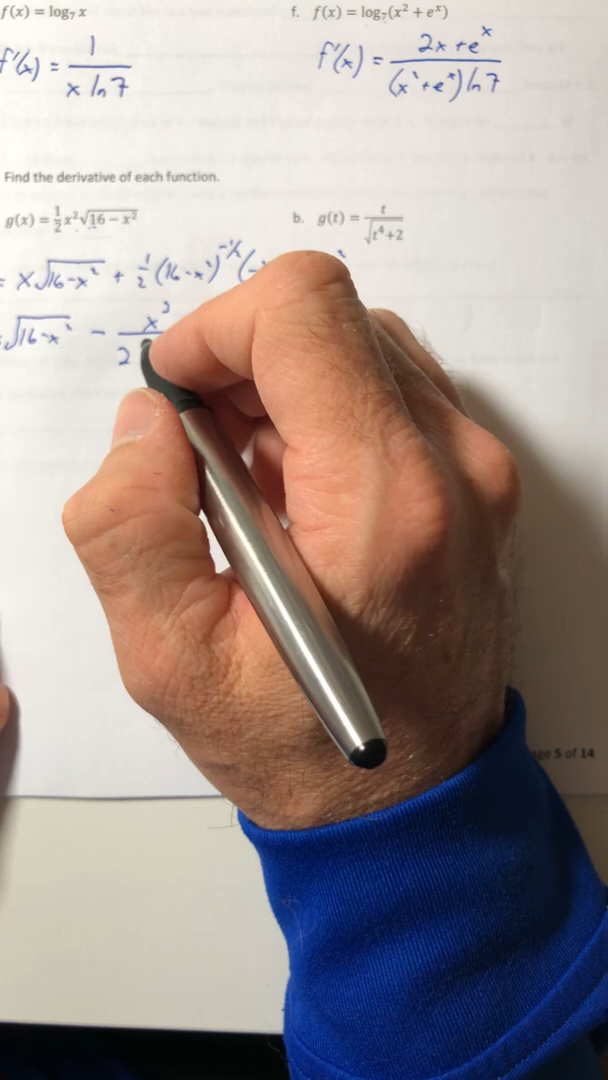 f(x) = log₇ x
f. f(x) = log₇(x² + eˣ)
f'(x) = 1 / (x ln 7)
f'(x) = (2x + eˣ) / ((x² + eˣ) ln 7)
Find the derivative of each function.
g(x) = ½x²√(16 − x²)
b. g(t) = t / √(t⁴ + 2)
= x√(16-x²) + ½(16-x²)^(-½)(-
√(16-x²) − x³ / 2
ge 5 of 14